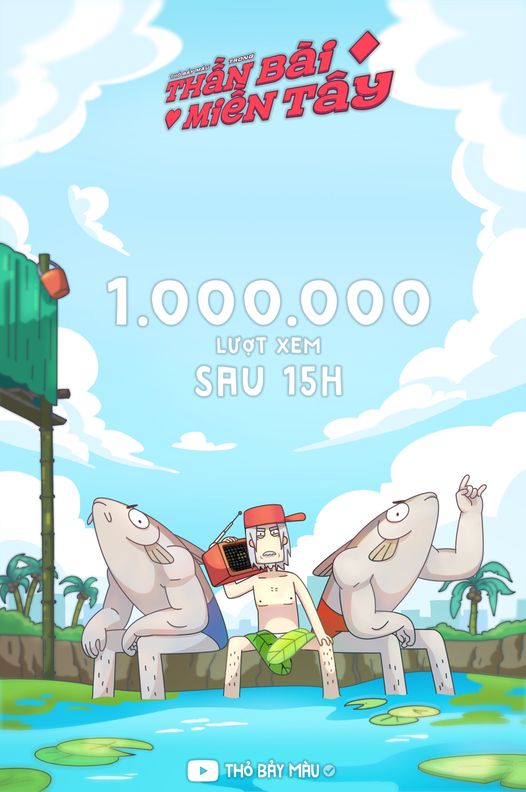 THỎ BẢY MÀU TRONG
THẦN BÀI
MIỀN TÂY
1.000.000
LƯỢT XEM
SAU 15H
THỎ BẢY MÀU